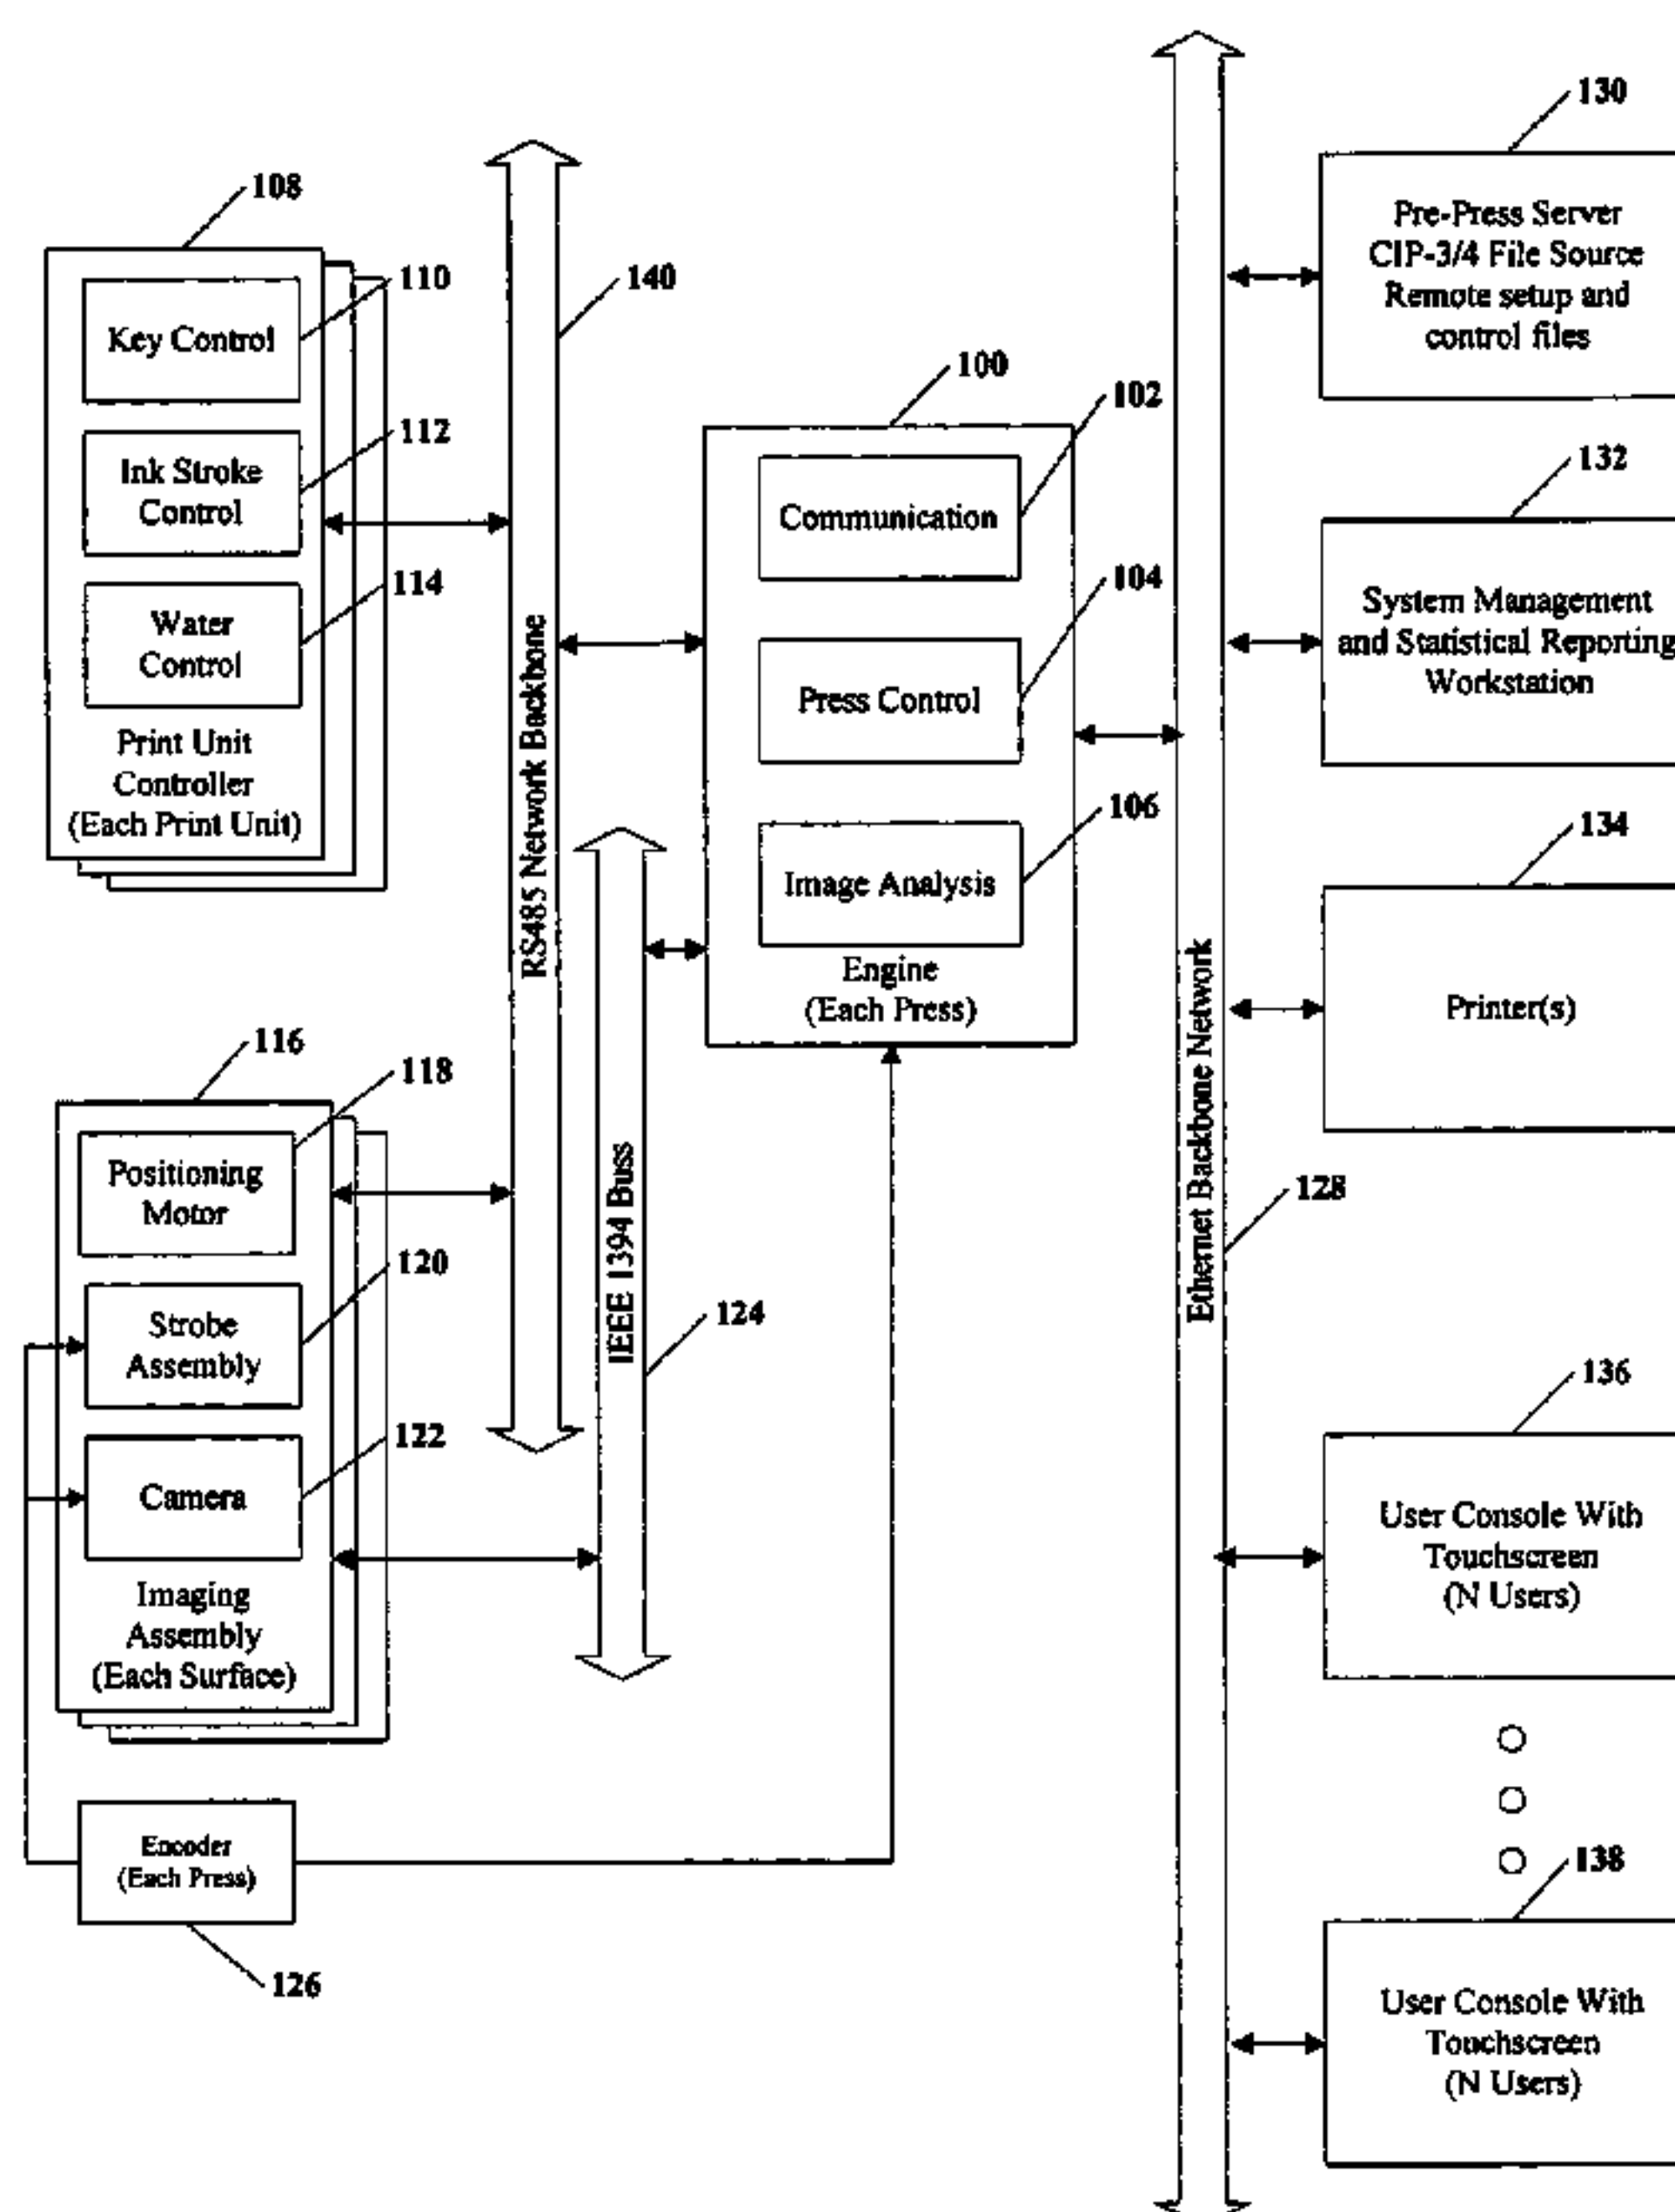 108
110
Key Control
112
Ink Stroke
Control
114
Water
Control
Print Unit
Controller
(Each Print Unit)
140
RS485 Network Backbone
100
102
Communication
104
Press Control
106
Image Analysis
Engine
(Each Press)
116
118
Positioning
Motor
120
Strobe
Assembly
122
Camera
Imaging
Assembly
(Each Surface)
IEEE 1394 Buss
124
Encoder
(Each Press)
126
Ethernet Backbone Network
128
130
Pre-Press Server
CIP-3/4 File Source
Remote setup and
control files
132
System Management
and Statistical Reporting
Workstation
134
Printer(s)
136
User Console With
Touchscreen
(N Users)
138
User Console With
Touchscreen
(N Users)